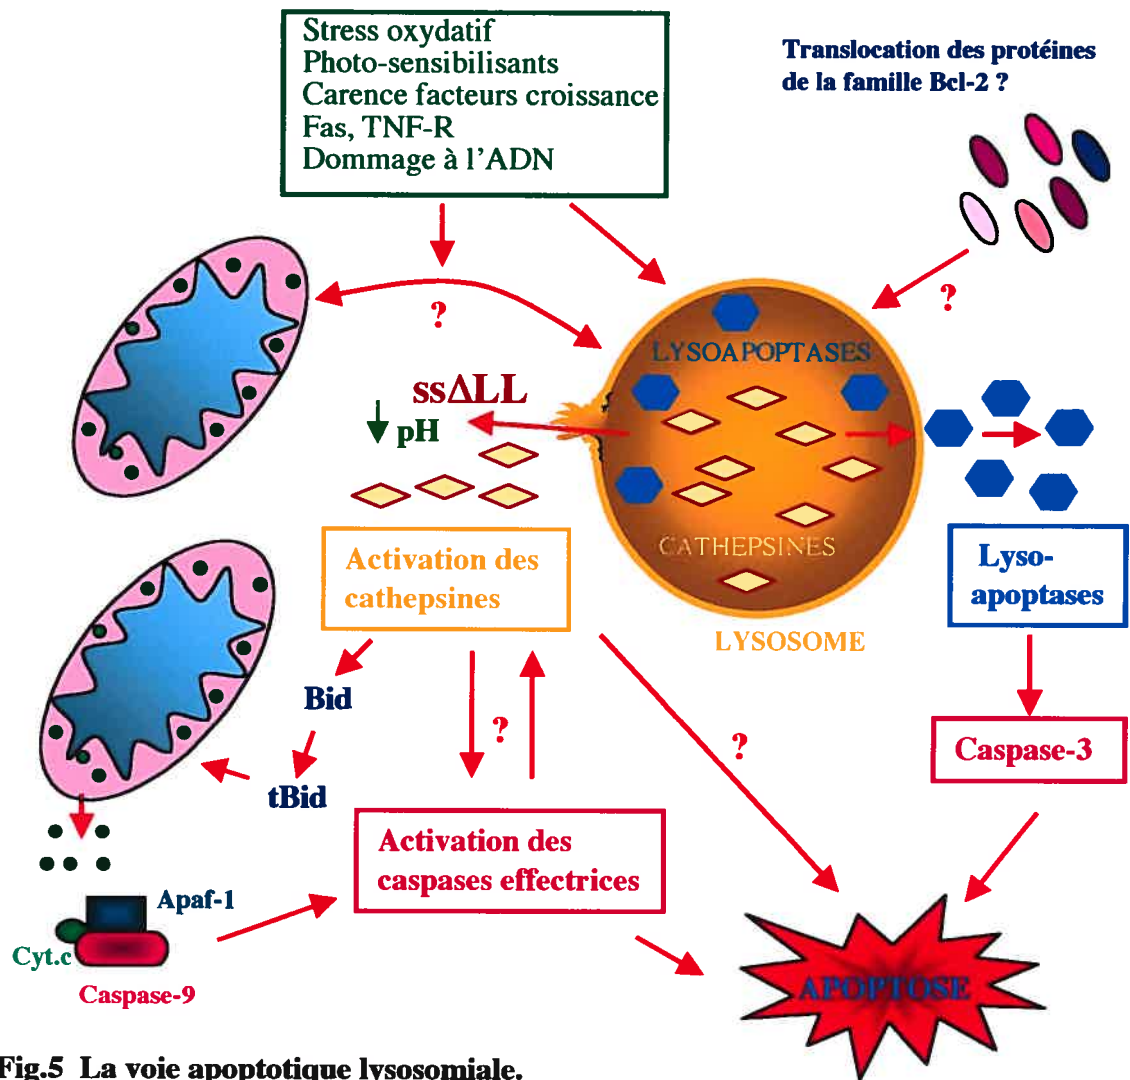 Stress oxydatif
Photo-sensibilisants
Carence facteurs croissance
Fas, TNF-R
Dommage à l'ADN
Translocation des protéines
de la famille Bcl-2 ?
?
?
LYSOAPOPTASES
ssΔLL
pH
CATHEPSINES
Activation des
cathepsines
LYSOSOME
Lyso-
apoptases
Bid
?
?
tBid
Caspase-3
Activation des
caspases effectrices
Apaf-1
Cyt.c
Caspase-9
APOPTOSE
Fig.5 La voie apoptotique lysosomiale.